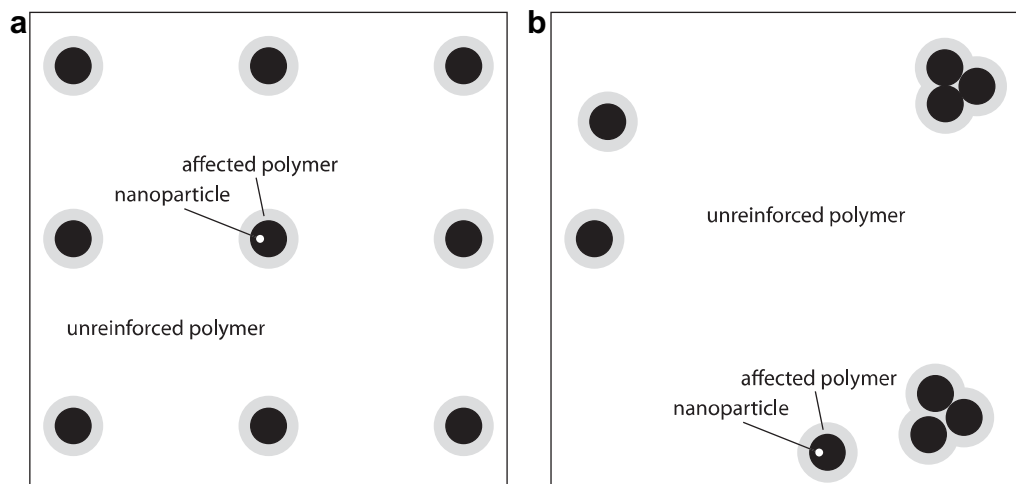 a
affected polymer
nanoparticle
unreinforced polymer
b
unreinforced polymer
affected polymer
nanoparticle